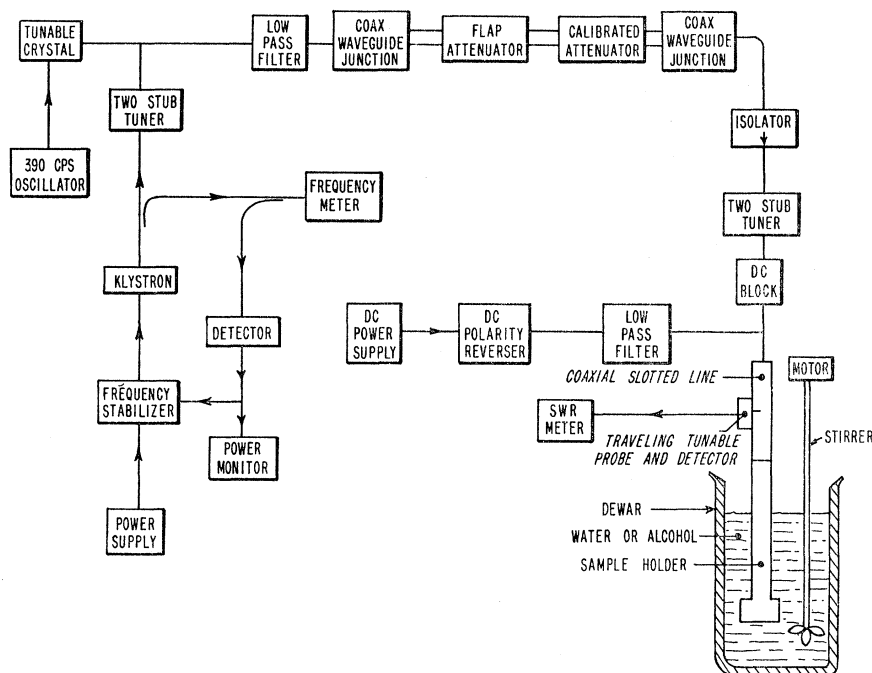 TUNABLE
CRYSTAL
LOW
PASS
FILTER
COAX
WAVEGUIDE
JUNCTION
FLAP
ATTENUATOR
CALIBRATED
ATTENUATOR
COAX
WAVEGUIDE
JUNCTION
TWO STUB
TUNER
ISOLATOR
390 CPS
OSCILLATOR
FREQUENCY
METER
TWO STUB
TUNER
KLYSTRON
DC
BLOCK
DETECTOR
DC
POWER
SUPPLY
DC
POLARITY
REVERSER
LOW
PASS
FILTER
COAXIAL SLOTTED LINE
MOTOR
FREQUENCY
STABILIZER
SWR
METER
TRAVELING TUNABLE
PROBE AND DETECTOR
STIRRER
POWER
MONITOR
POWER
SUPPLY
DEWAR
WATER OR ALCOHOL
SAMPLE HOLDER